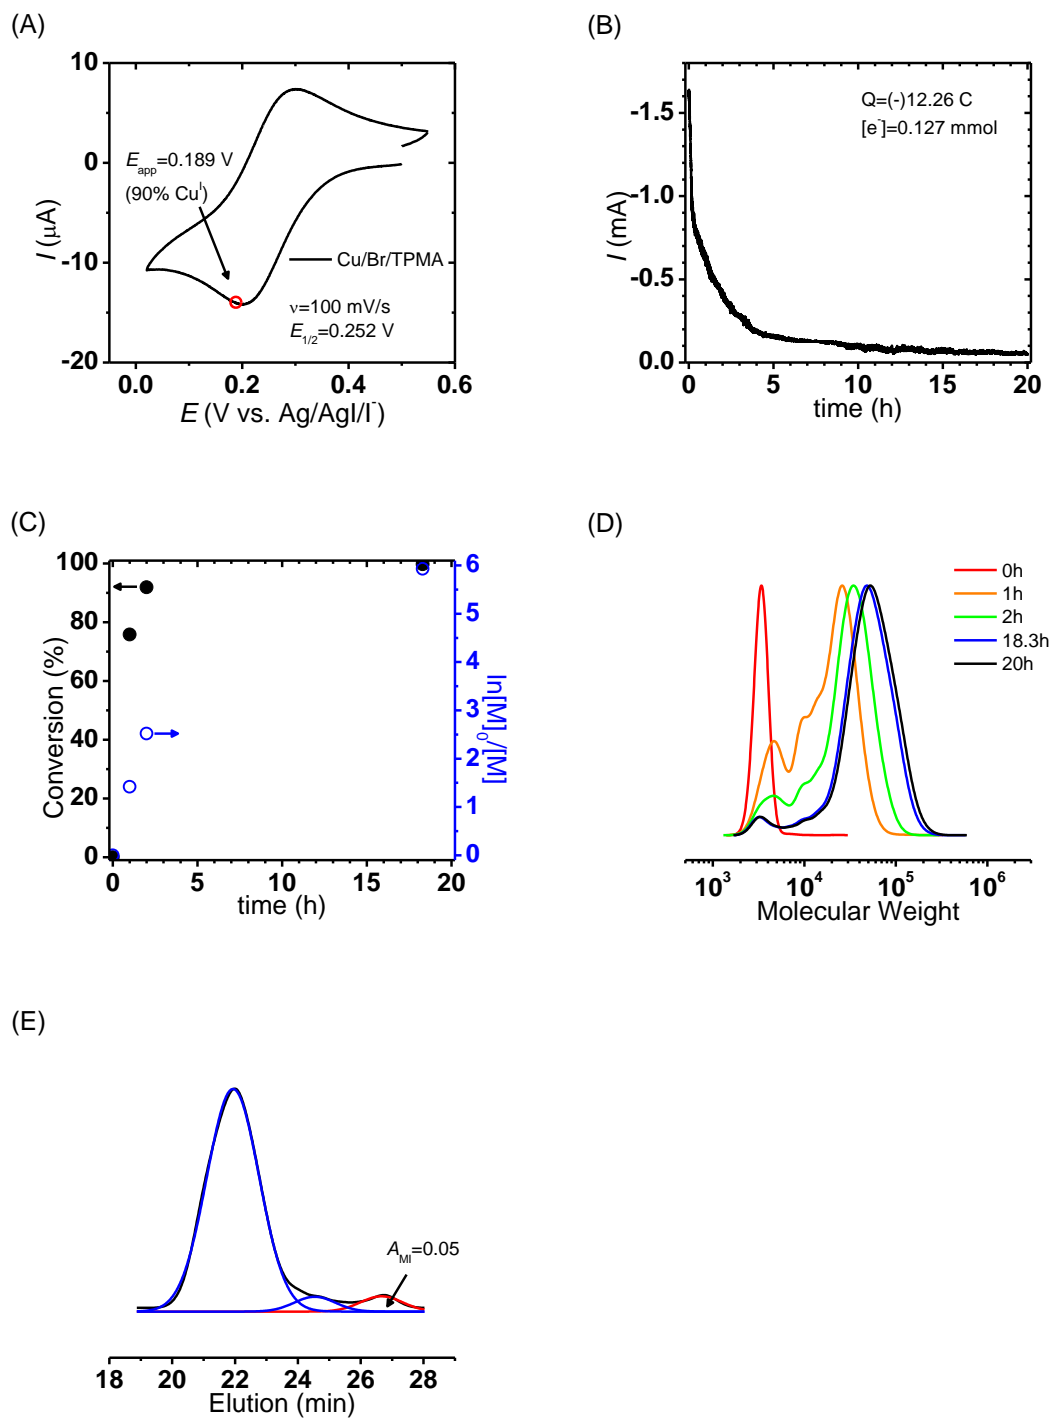 (A)
10
0
-10
-20
I (µA)
E_app=0.189 V
(90% Cu^I)
Cu/Br/TPMA
ν=100 mV/s
E_1/2=0.252 V
0.0 0.2 0.4 0.6
E (V vs. Ag/AgI/I^-)
(B)
-1.5
-1.0
-0.5
0.0
I (mA)
Q=(-)12.26 C
[e^-]=0.127 mmol
0 5 10 15 20
time (h)
(C)
100
80
60
40
20
0
Conversion (%)
6
5
4
3
2
1
0
ln[M]_0/[M]
0 5 10 15 20
time (h)
(D)
0h
1h
2h
18.3h
20h
10^3 10^4 10^5 10^6
Molecular Weight
(E)
A_MI=0.05
18 20 22 24 26 28
Elution (min)